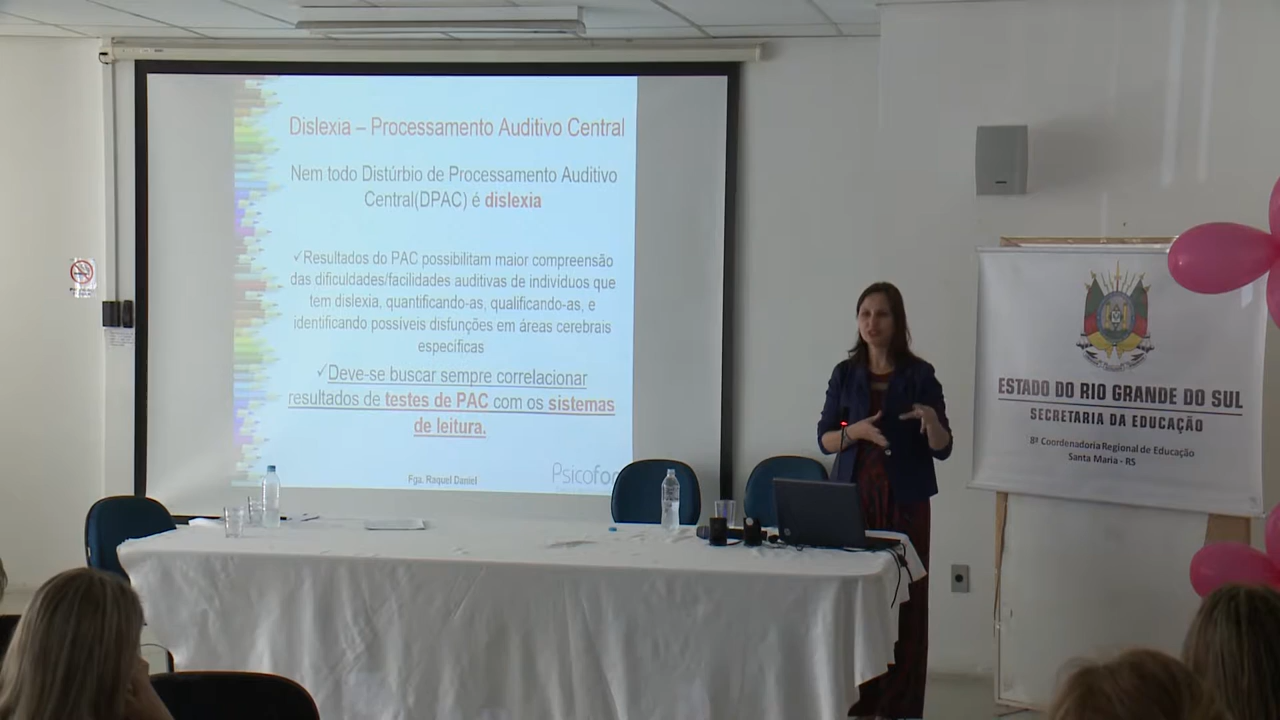 Dislexia – Processamento Auditivo Central
Nem todo Distúrbio de Processamento Auditivo
Central(DPAC) é dislexia
✓Resultados do PAC possibilitam maior compreensão
das dificuldades/facilidades auditivas de indivíduos que
tem dislexia, quantificando-as, qualificando-as, e
identificando possíveis disfunções em áreas cerebrais
específicas
✓Deve-se buscar sempre correlacionar
resultados de testes de PAC com os sistemas
de leitura.
Fga. Raquel Daniel
Psicofon
ESTADO DO RIO GRANDE DO SUL
SECRETARIA DA EDUCAÇÃO
8ª Coordenadoria Regional de Educação
Santa Maria - RS